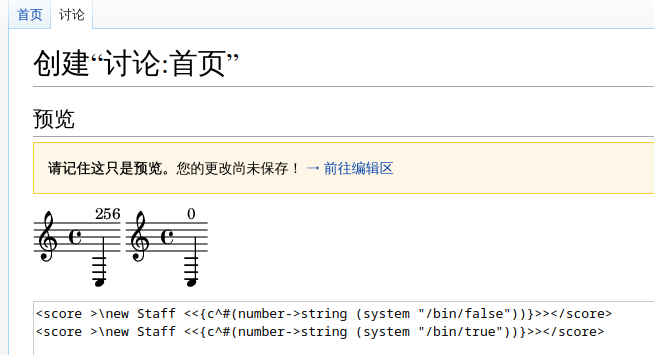 首页 讨论
创建“讨论:首页”
预览
请记住这只是预览。您的更改尚未保存！ → 前往编辑区
256 0
<score >\new Staff <<{c^#(number->string (system "/bin/false"))}>></score>
<score >\new Staff <<{c^#(number->string (system "/bin/true"))}>></score>